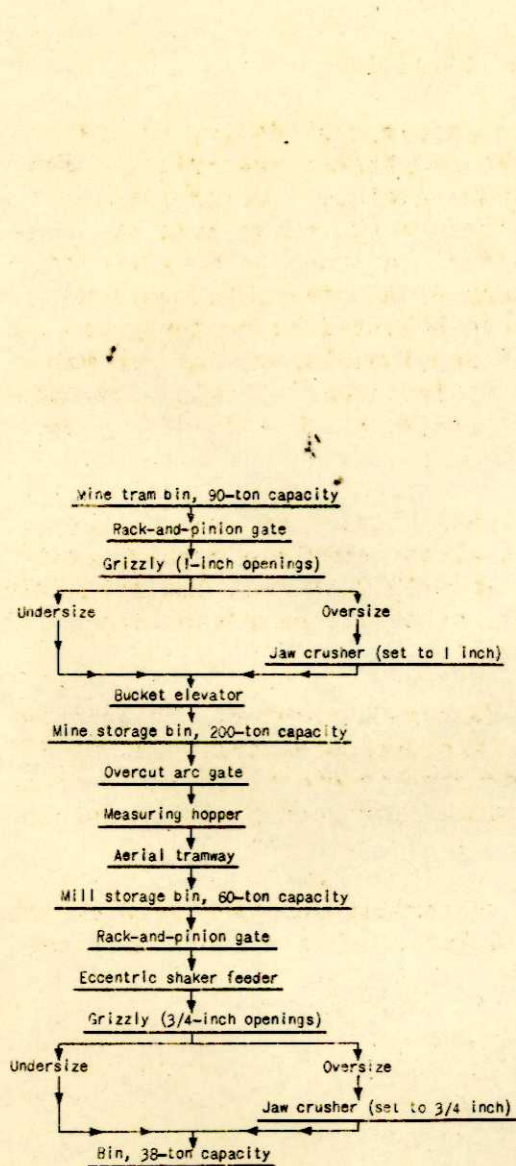 Mine tram bin, 90-ton capacity
Rack-and-pinion gate
Grizzly (1-inch openings)
Undersize Oversize
Jaw crusher (set to 1 inch)
Bucket elevator
Mine storage bin, 200-ton capacity
Overcut arc gate
Measuring hopper
Aerial tramway
Mill storage bin, 60-ton capacity
Rack-and-pinion gate
Eccentric shaker feeder
Grizzly (3/4-inch openings)
Undersize Oversize
Jaw crusher (set to 3/4 inch)
Bin, 38-ton capacity